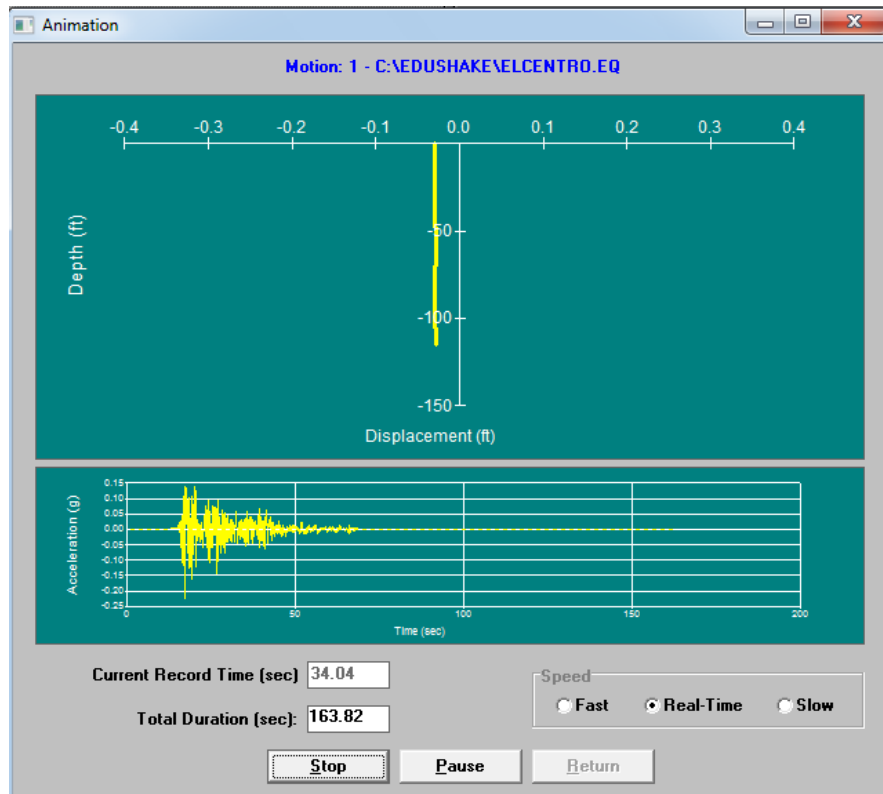 Animation
Motion: 1 - C:\EDUSHAKE\ELCENTRO.EQ
-0.4 -0.3 -0.2 -0.1 0.0 0.1 0.2 0.3 0.4
Depth (ft)
-50
-100
-150
Displacement (ft)
Acceleration (g)
0.15
0.10
0.05
0.00
-0.05
-0.10
-0.15
-0.20
-0.25
0 50 100 150 200
Time (sec)
Current Record Time (sec) 34.04
Total Duration (sec): 163.82
Speed
Fast Real-Time Slow
Stop Pause Return